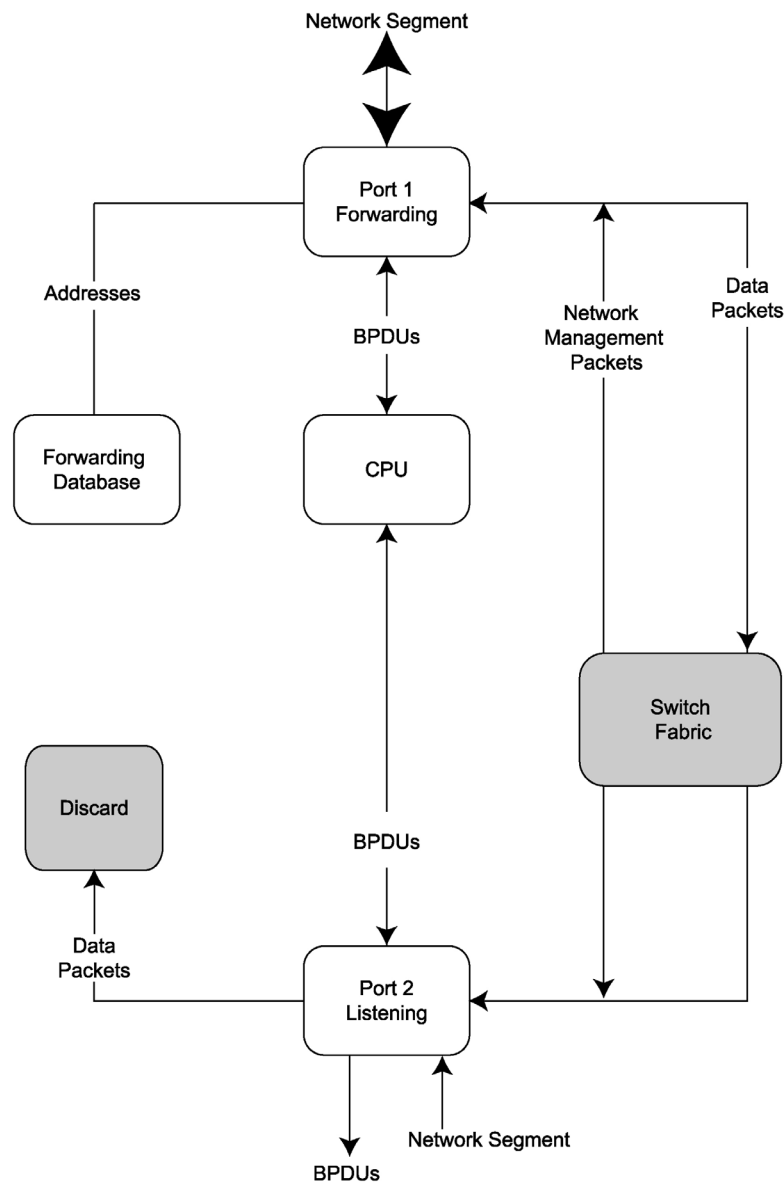 Network Segment
Port 1
Forwarding
Addresses
BPDUs
Network
Management
Packets
Data
Packets
Forwarding
Database
CPU
Switch
Fabric
Discard
BPDUs
Data
Packets
Port 2
Listening
Network Segment
BPDUs